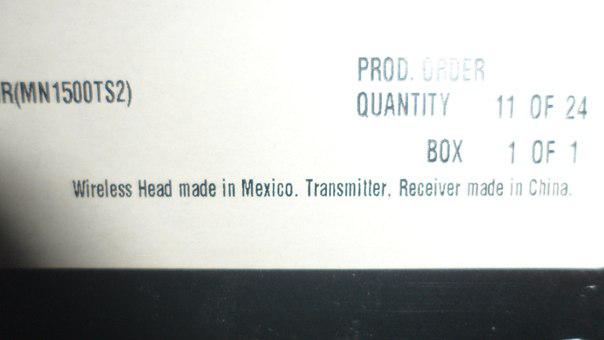 PROD. ORDER
R(MN1500TS2)
QUANTITY 11 OF 24
BOX 1 OF 1
Wireless Head made in Mexico. Transmitter, Receiver made in China.